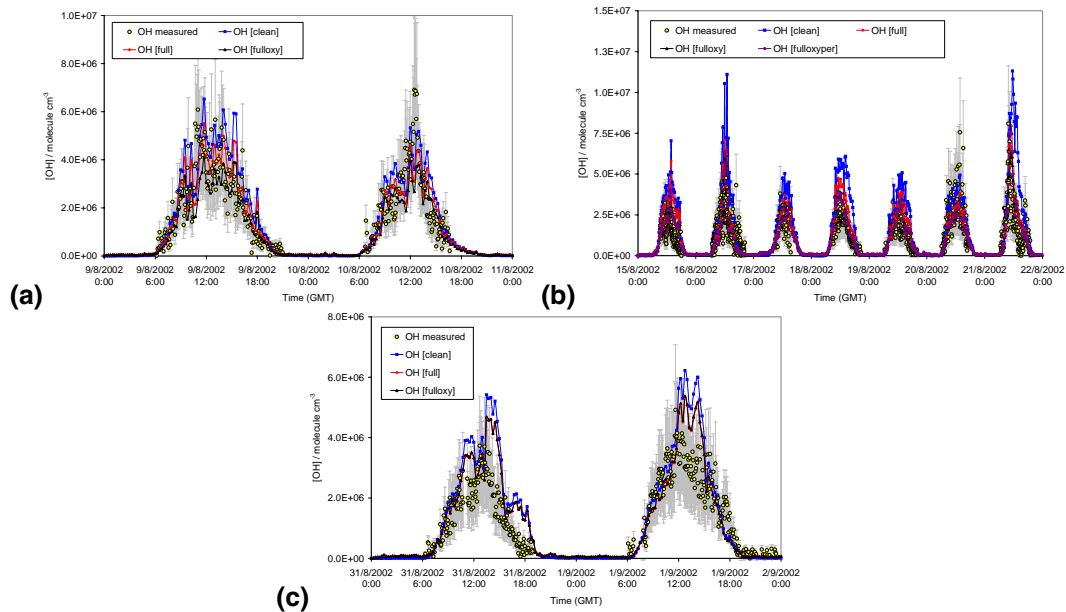 1.0E+07
8.0E+06
6.0E+06
4.0E+06
2.0E+06
0.0E+00
[OH] / molecule cm-3
OH measured OH [clean]
OH [full] OH [fulloxy]
9/8/2002 9/8/2002 9/8/2002 9/8/2002 10/8/2002 10/8/2002 10/8/2002 10/8/2002 11/8/2002
0:00 6:00 12:00 18:00 0:00 6:00 12:00 18:00 0:00
Time (GMT)
(a)
1.5E+07
1.3E+07
1.0E+07
7.5E+06
5.0E+06
2.5E+06
0.0E+00
[OH] / molecule cm-3
OH measured OH [clean] OH [full]
OH [fulloxy] OH [fulloxyper]
15/8/2002 16/8/2002 17/8/2002 18/8/2002 19/8/2002 20/8/2002 21/8/2002 22/8/2002
0:00 0:00 0:00 0:00 0:00 0:00 0:00 0:00
Time (GMT)
(b)
8.0E+06
6.0E+06
4.0E+06
2.0E+06
0.0E+00
[OH] / molecule cm-3
OH measured
OH [clean]
OH [full]
OH [fulloxy]
31/8/2002 31/8/2002 31/8/2002 31/8/2002 1/9/2002 1/9/2002 1/9/2002 1/9/2002 2/9/2002
0:00 6:00 12:00 18:00 0:00 6:00 12:00 18:00 0:00
Time (GMT)
(c)